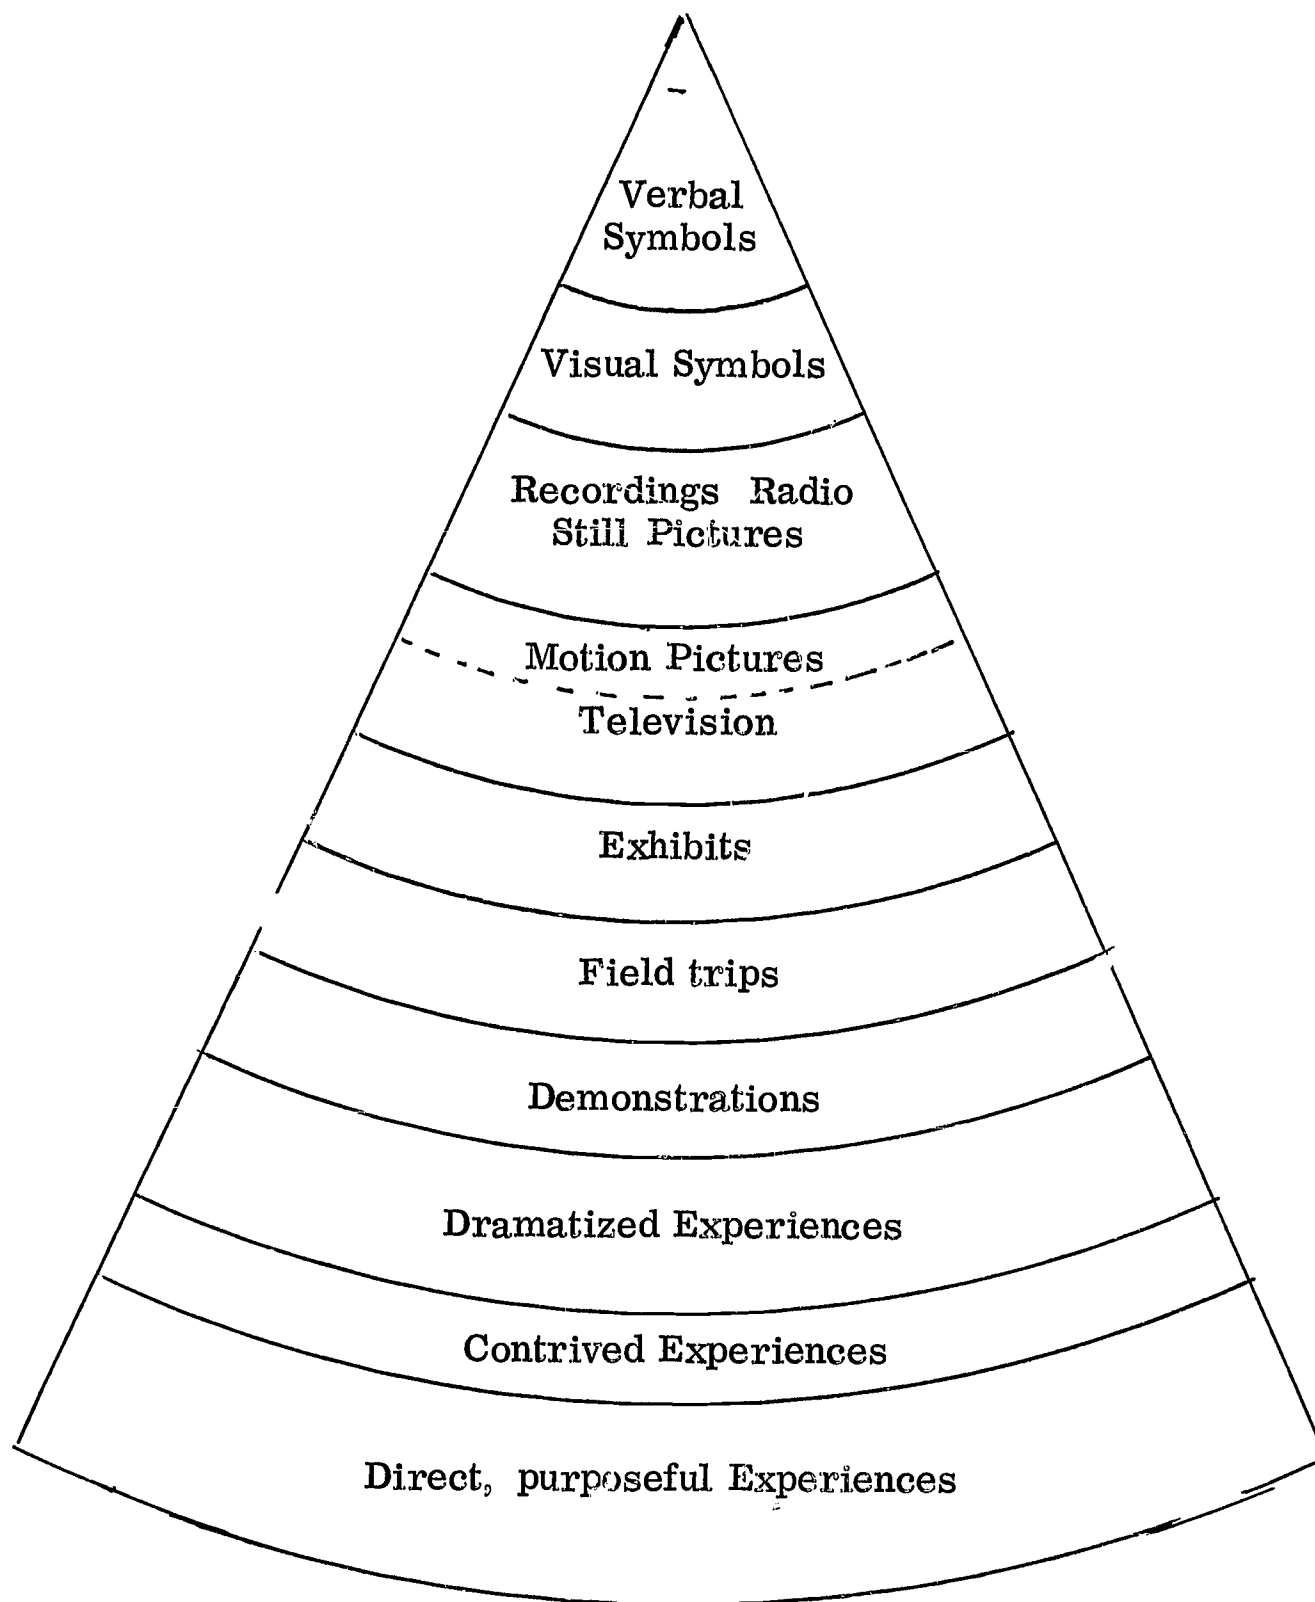 Verbal
Symbols
Visual Symbols
Recordings Radio
Still Pictures
Motion Pictures
Television
Exhibits
Field trips
Demonstrations
Dramatized Experiences
Contrived Experiences
Direct, purposeful Experiences